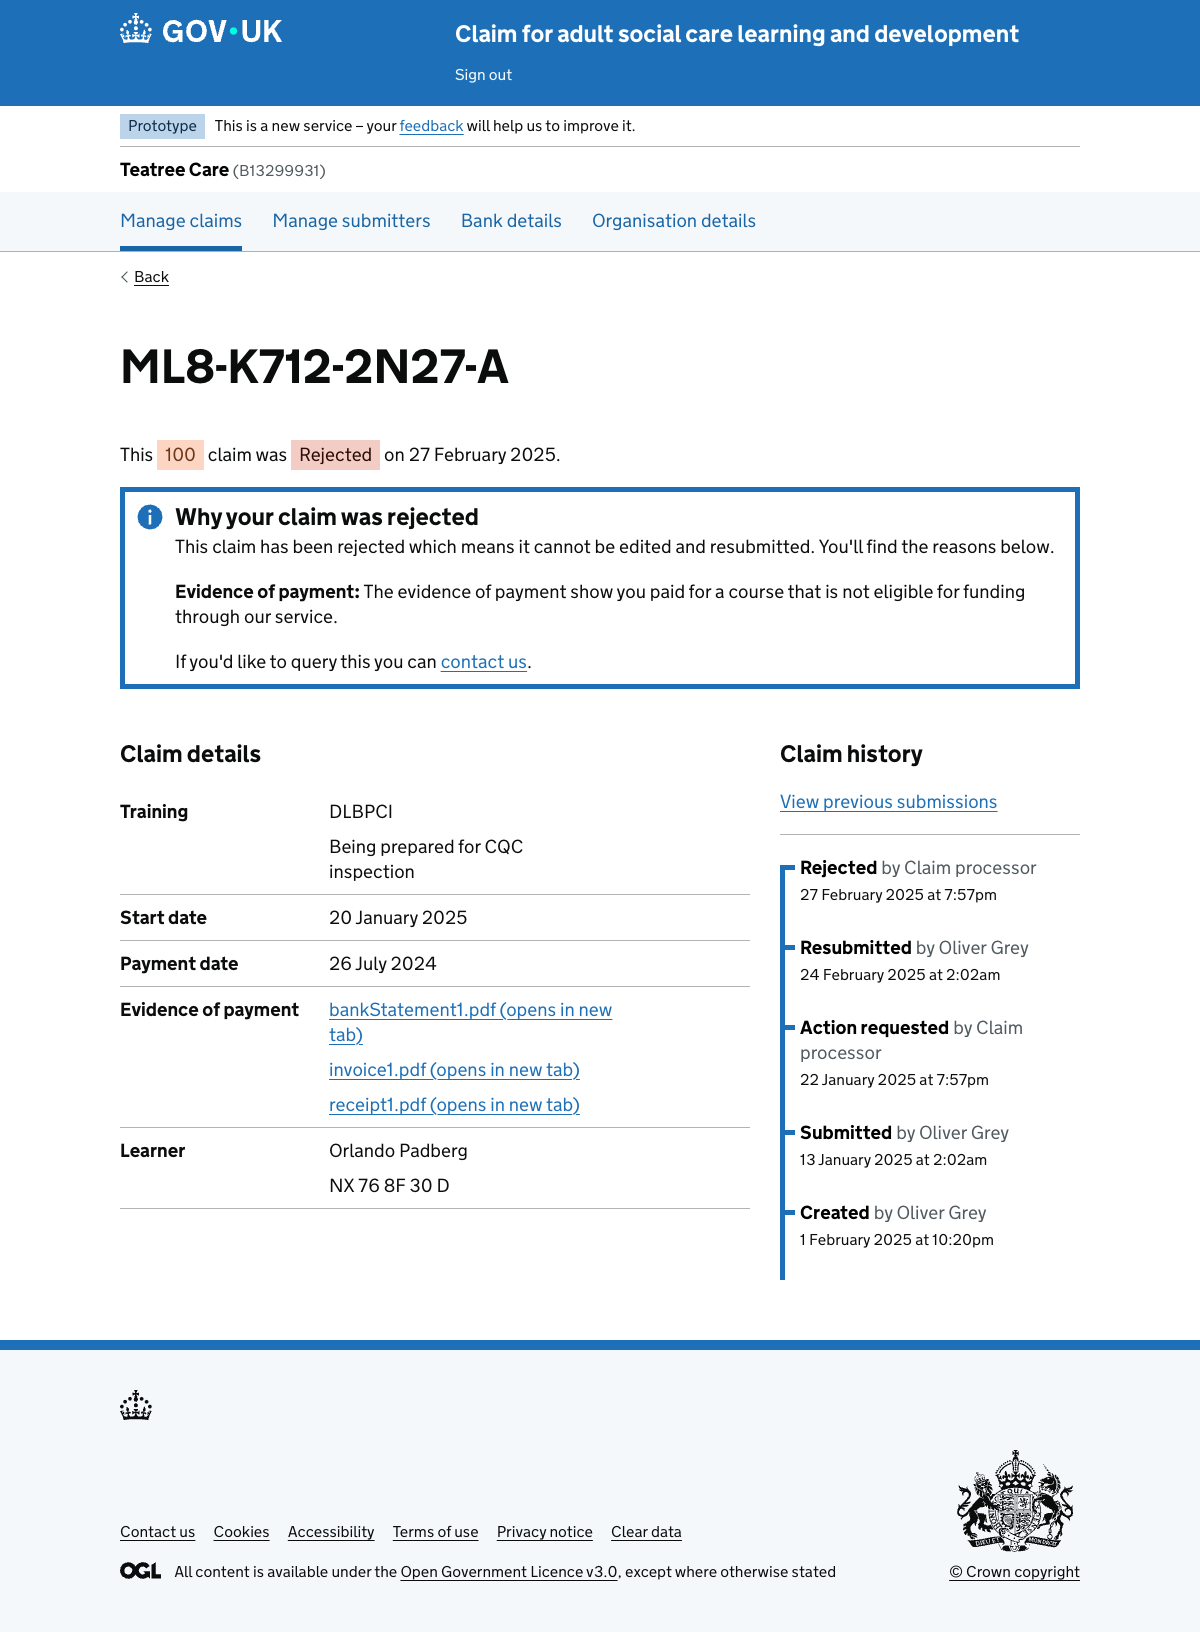 GOV·UK
Claim for adult social care learning and development
Sign out
Prototype This is a new service – your feedback will help us to improve it.
Teatree Care (B13299931)
Manage claims Manage submitters Bank details Organisation details
Back
ML8-K712-2N27-A
This 100 claim was Rejected on 27 February 2025.
Why your claim was rejected
This claim has been rejected which means it cannot be edited and resubmitted. You'll find the reasons below.
Evidence of payment: The evidence of payment show you paid for a course that is not eligible for funding
through our service.
If you'd like to query this you can contact us.
Claim details
Training DLBPCI
Being prepared for CQC
inspection
Start date 20 January 2025
Payment date 26 July 2024
Evidence of payment bankStatement1.pdf (opens in new
tab)
invoice1.pdf (opens in new tab)
receipt1.pdf (opens in new tab)
Learner Orlando Padberg
NX 76 8F 30 D
Claim history
View previous submissions
Rejected by Claim processor
27 February 2025 at 7:57pm
Resubmitted by Oliver Grey
24 February 2025 at 2:02am
Action requested by Claim
processor
22 January 2025 at 7:57pm
Submitted by Oliver Grey
13 January 2025 at 2:02am
Created by Oliver Grey
1 February 2025 at 10:20pm
Contact us Cookies Accessibility Terms of use Privacy notice Clear data
OGL All content is available under the Open Government Licence v3.0, except where otherwise stated
© Crown copyright